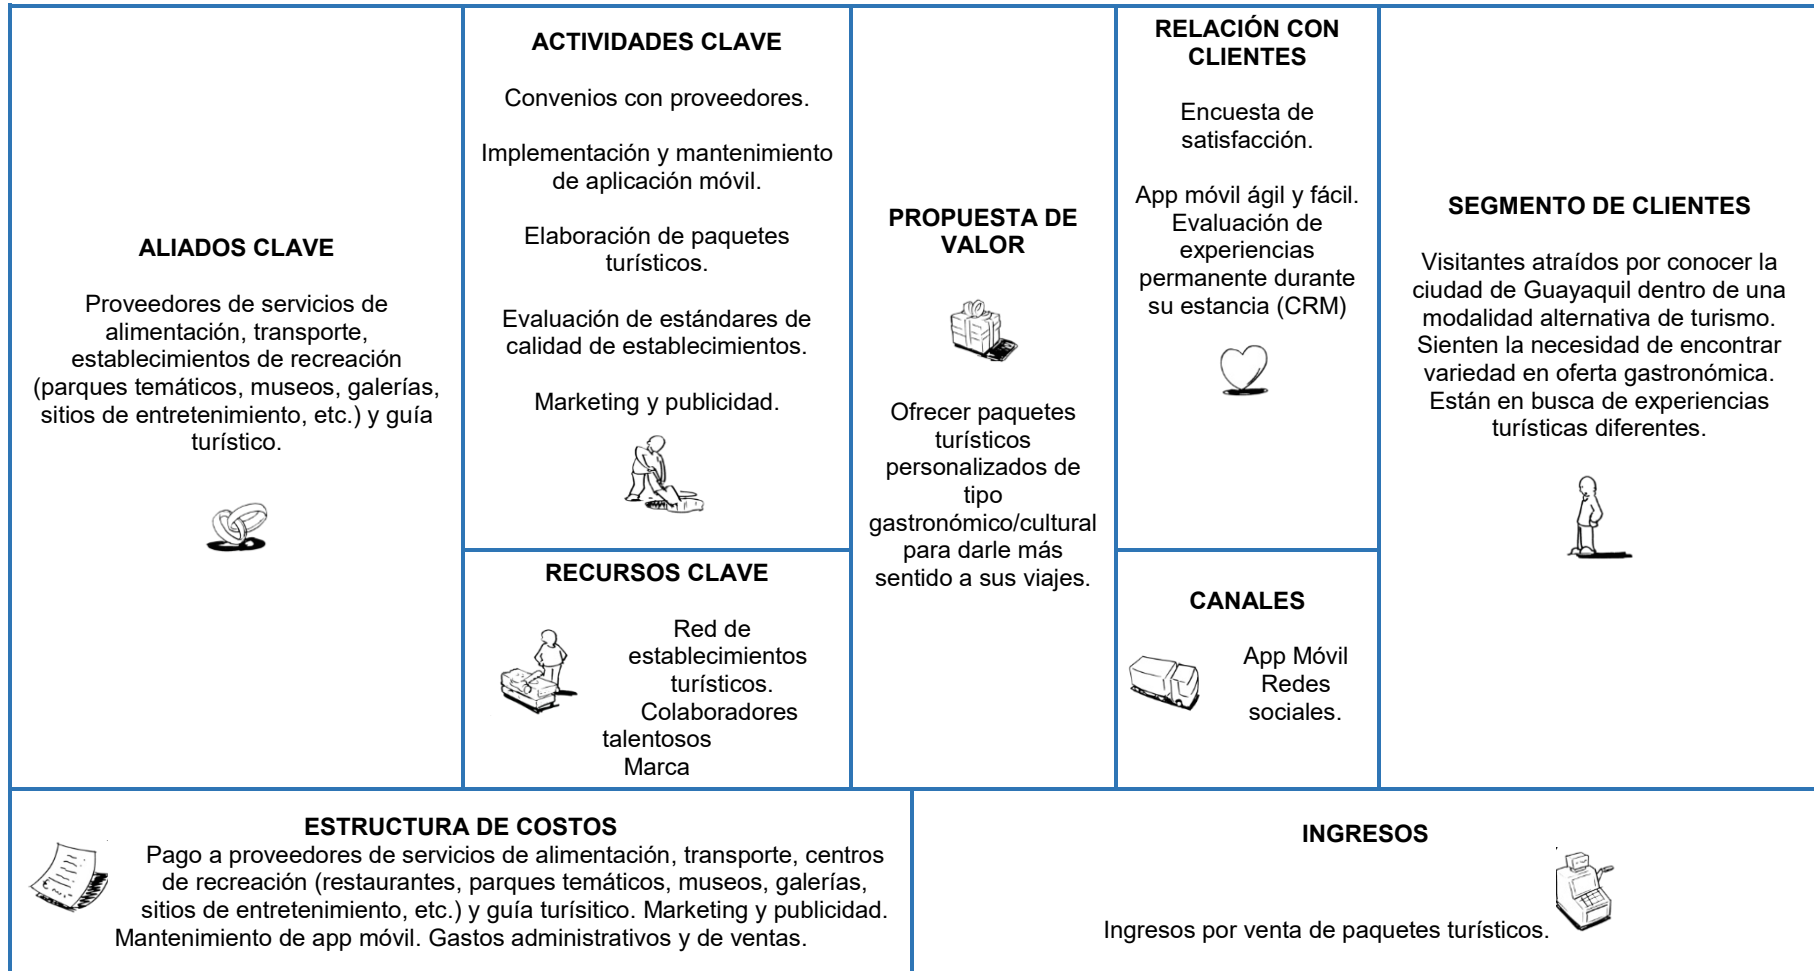 ALIADOS CLAVE
Proveedores de servicios de
alimentación, transporte,
establecimientos de recreación
(parques temáticos, museos, galerías,
sitios de entretenimiento, etc.) y guía
turístico.
ACTIVIDADES CLAVE
Convenios con proveedores.
Implementación y mantenimiento
de aplicación móvil.
Elaboración de paquetes
turísticos.
Evaluación de estándares de
calidad de establecimientos.
Marketing y publicidad.
RECURSOS CLAVE
Red de
establecimientos
turísticos.
Colaboradores
talentosos
Marca
PROPUESTA DE
VALOR
Ofrecer paquetes
turísticos
personalizados de
tipo
gastronómico/cultural
para darle más
sentido a sus viajes.
RELACIÓN CON
CLIENTES
Encuesta de
satisfacción.
App móvil ágil y fácil.
Evaluación de
experiencias
permanente durante
su estancia (CRM)
CANALES
App Móvil
Redes
sociales.
SEGMENTO DE CLIENTES
Visitantes atraídos por conocer la
ciudad de Guayaquil dentro de una
modalidad alternativa de turismo.
Sienten la necesidad de encontrar
variedad en oferta gastronómica.
Están en busca de experiencias
turísticas diferentes.
ESTRUCTURA DE COSTOS
Pago a proveedores de servicios de alimentación, transporte, centros
de recreación (restaurantes, parques temáticos, museos, galerías,
sitios de entretenimiento, etc.) y guía turísitico. Marketing y publicidad.
Mantenimiento de app móvil. Gastos administrativos y de ventas.
INGRESOS
Ingresos por venta de paquetes turísticos.